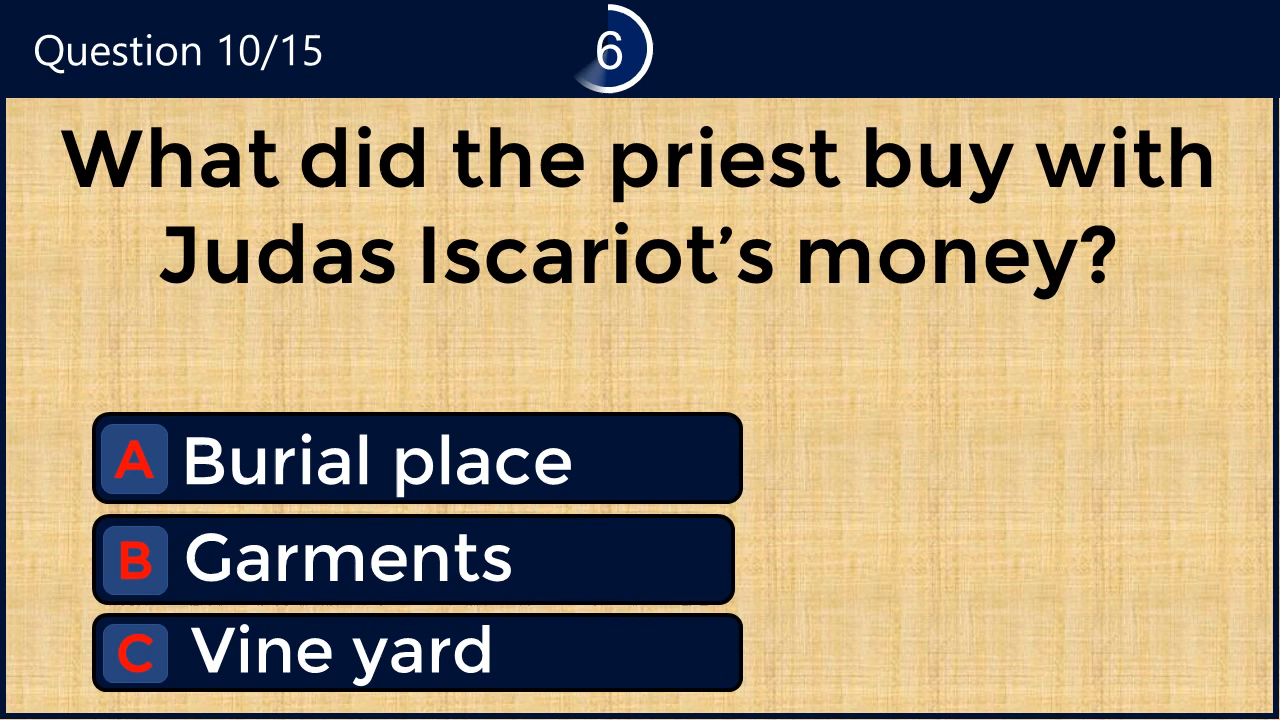 Question 10/15
6
What did the priest buy with
Judas Iscariot’s money?
A Burial place
B Garments
C Vine yard